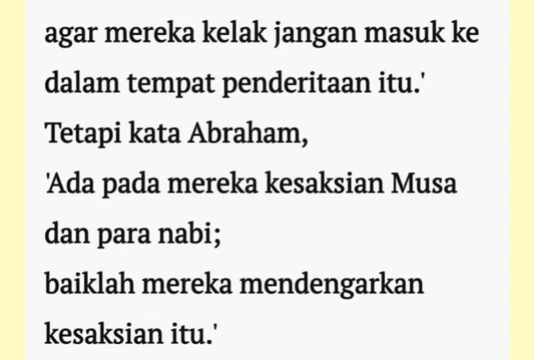 agar mereka kelak jangan masuk ke
dalam tempat penderitaan itu.'
Tetapi kata Abraham,
'Ada pada mereka kesaksian Musa
dan para nabi;
baiklah mereka mendengarkan
kesaksian itu.'